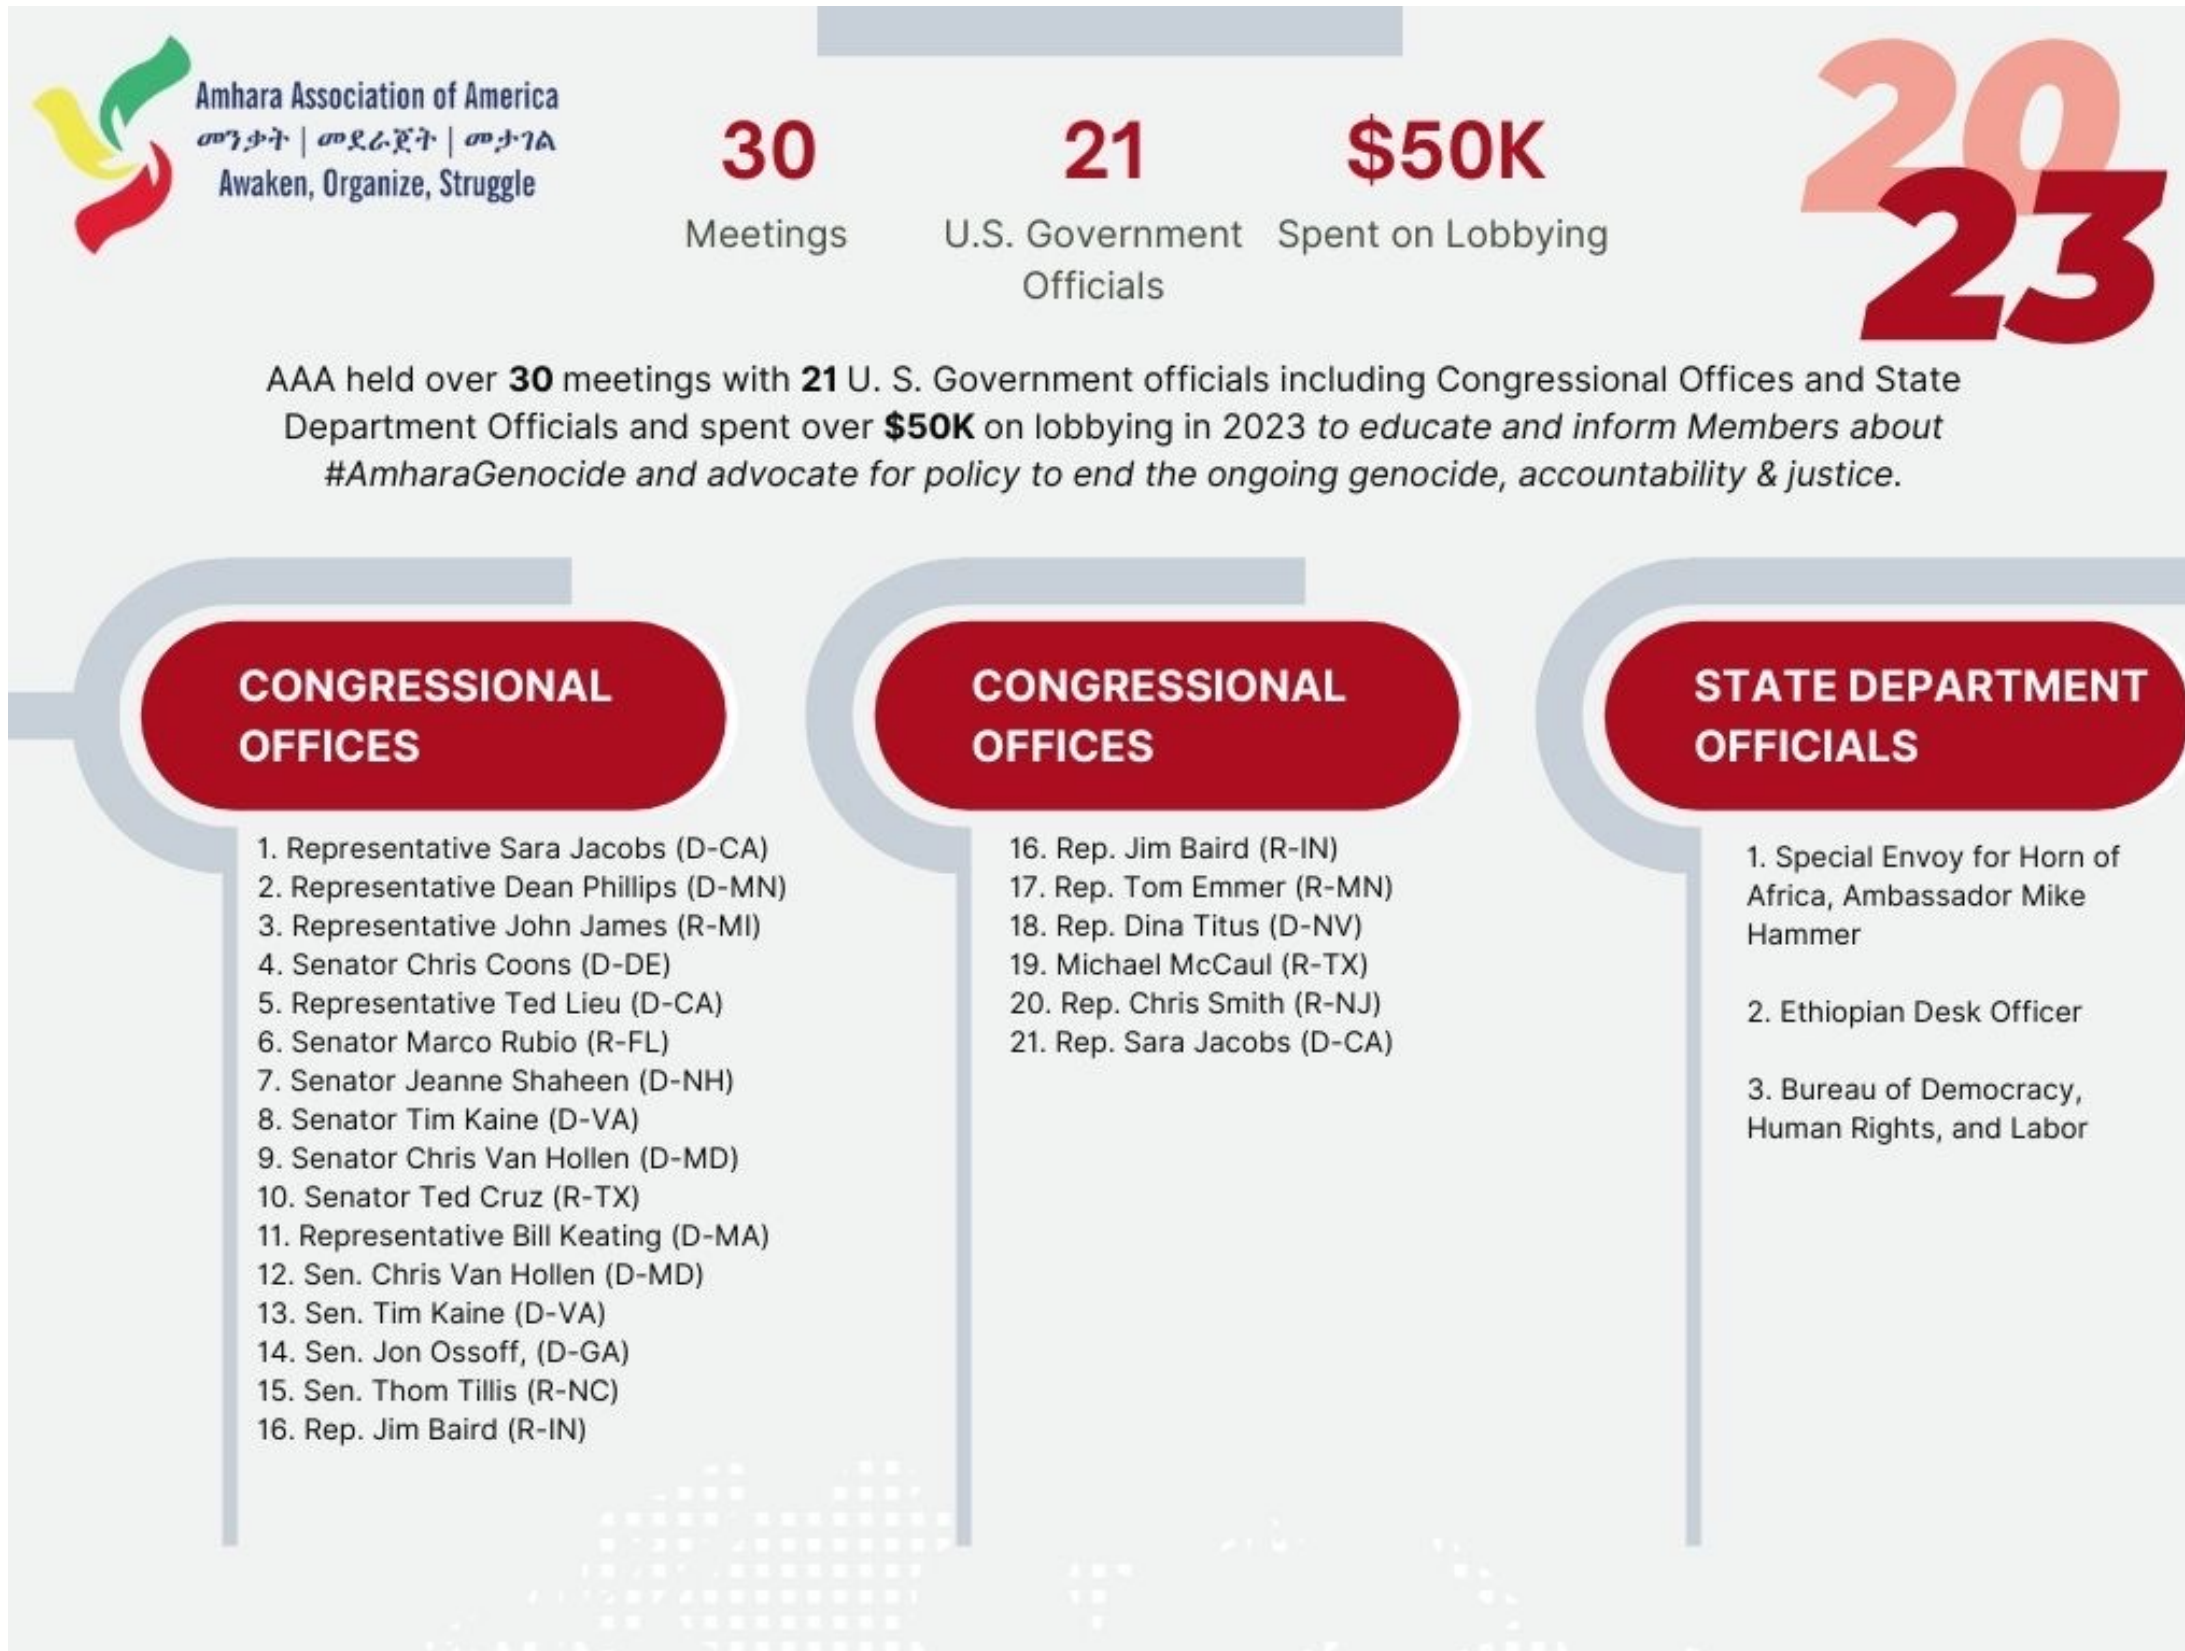 Amhara Association of America
መንቃት | መደራጀት | መታገል
Awaken, Organize, Struggle
30
Meetings
21
U.S. Government
Officials
$50K
Spent on Lobbying
20
23
AAA held over 30 meetings with 21 U. S. Government officials including Congressional Offices and State
Department Officials and spent over $50K on lobbying in 2023 to educate and inform Members about
#AmharaGenocide and advocate for policy to end the ongoing genocide, accountability & justice.
CONGRESSIONAL
OFFICES
1. Representative Sara Jacobs (D-CA)
2. Representative Dean Phillips (D-MN)
3. Representative John James (R-MI)
4. Senator Chris Coons (D-DE)
5. Representative Ted Lieu (D-CA)
6. Senator Marco Rubio (R-FL)
7. Senator Jeanne Shaheen (D-NH)
8. Senator Tim Kaine (D-VA)
9. Senator Chris Van Hollen (D-MD)
10. Senator Ted Cruz (R-TX)
11. Representative Bill Keating (D-MA)
12. Sen. Chris Van Hollen (D-MD)
13. Sen. Tim Kaine (D-VA)
14. Sen. Jon Ossoff, (D-GA)
15. Sen. Thom Tillis (R-NC)
16. Rep. Jim Baird (R-IN)
CONGRESSIONAL
OFFICES
16. Rep. Jim Baird (R-IN)
17. Rep. Tom Emmer (R-MN)
18. Rep. Dina Titus (D-NV)
19. Michael McCaul (R-TX)
20. Rep. Chris Smith (R-NJ)
21. Rep. Sara Jacobs (D-CA)
STATE DEPARTMENT
OFFICIALS
1. Special Envoy for Horn of
Africa, Ambassador Mike
Hammer
2. Ethiopian Desk Officer
3. Bureau of Democracy,
Human Rights, and Labor